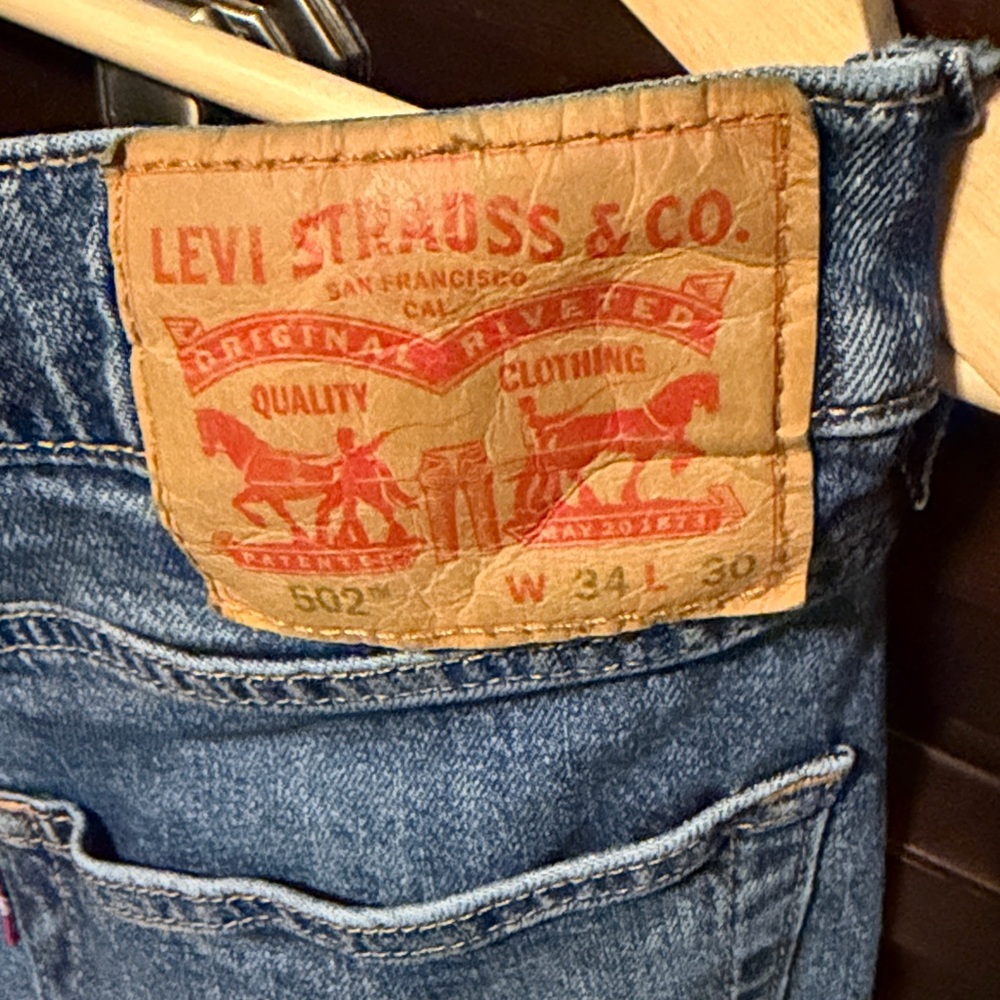 LEVI STRAUSS & CO.
SAN FRANCISCO
CAL
ORIGINAL RIVETED
QUALITY CLOTHING
PATENTED MAY 20 1873
502™ W 34 L 30